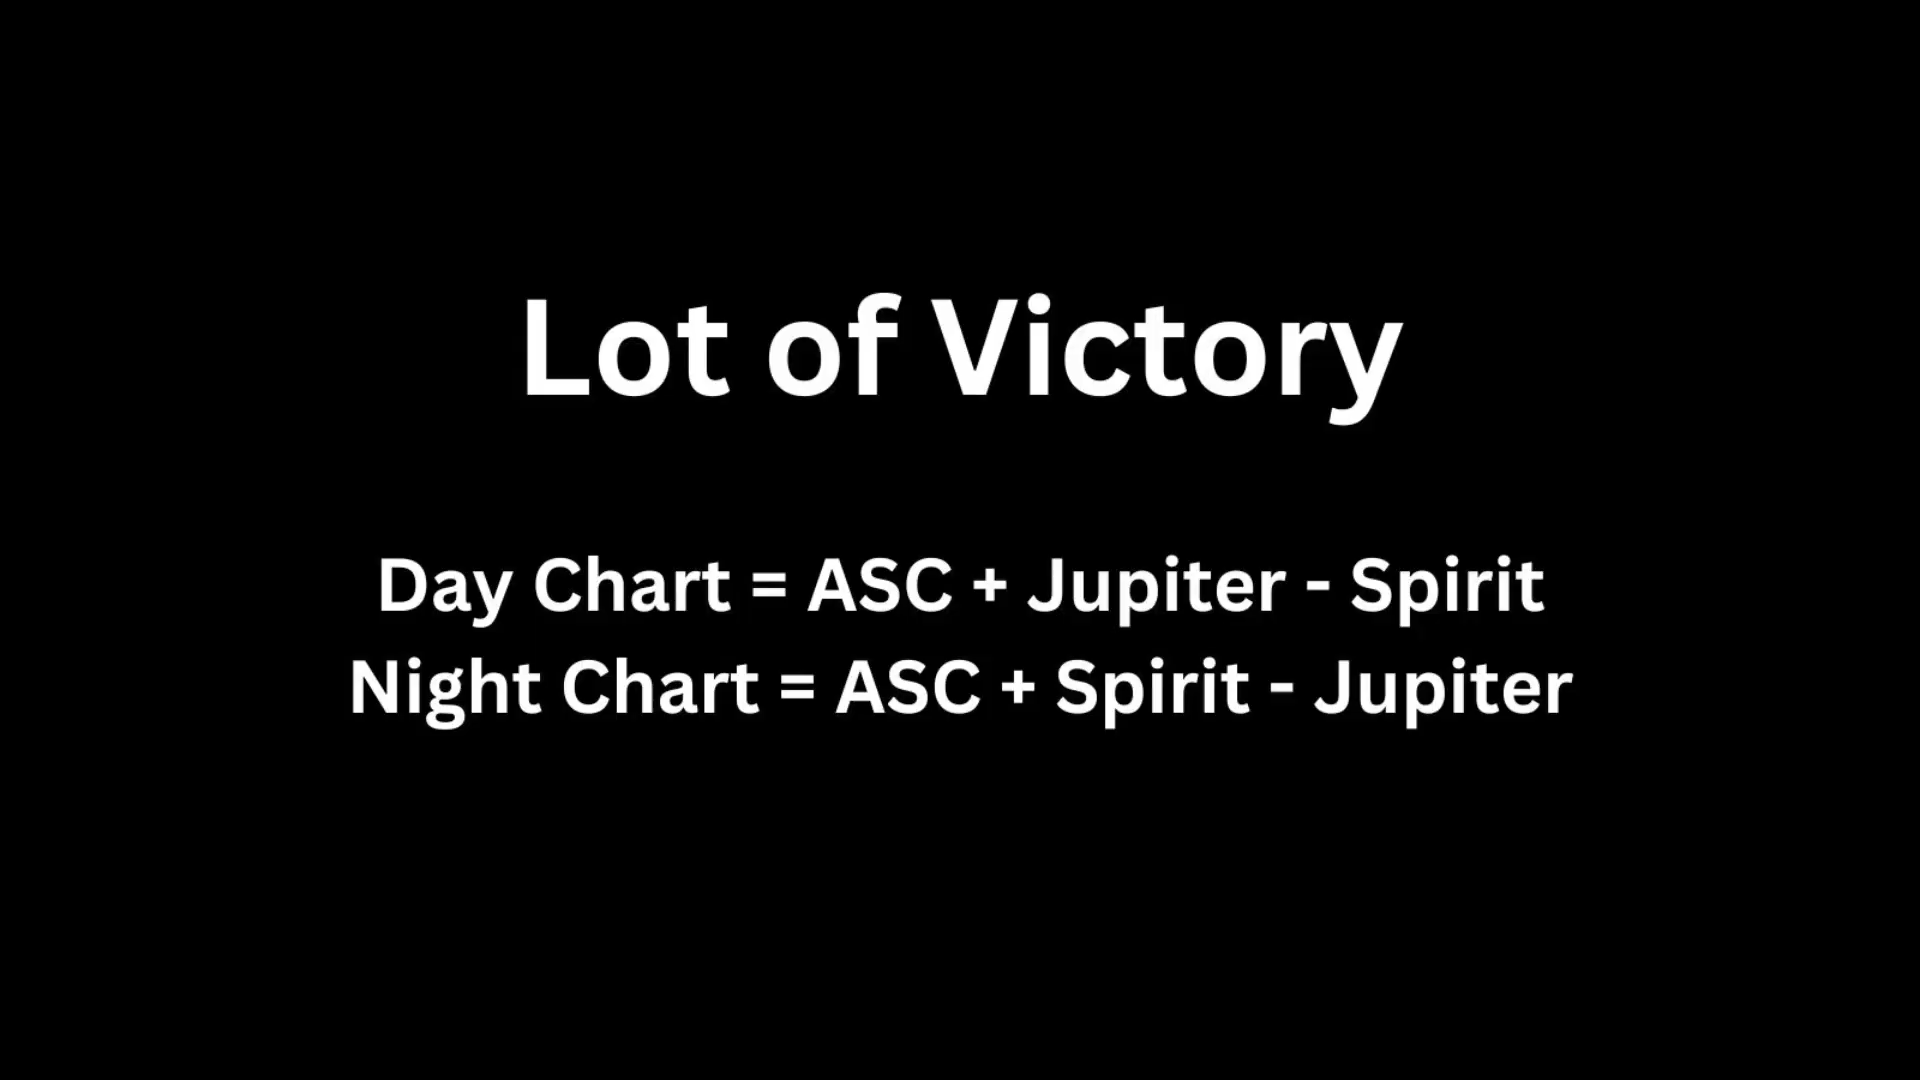 Lot of Victory
Day Chart = ASC + Jupiter - Spirit
Night Chart = ASC + Spirit - Jupiter